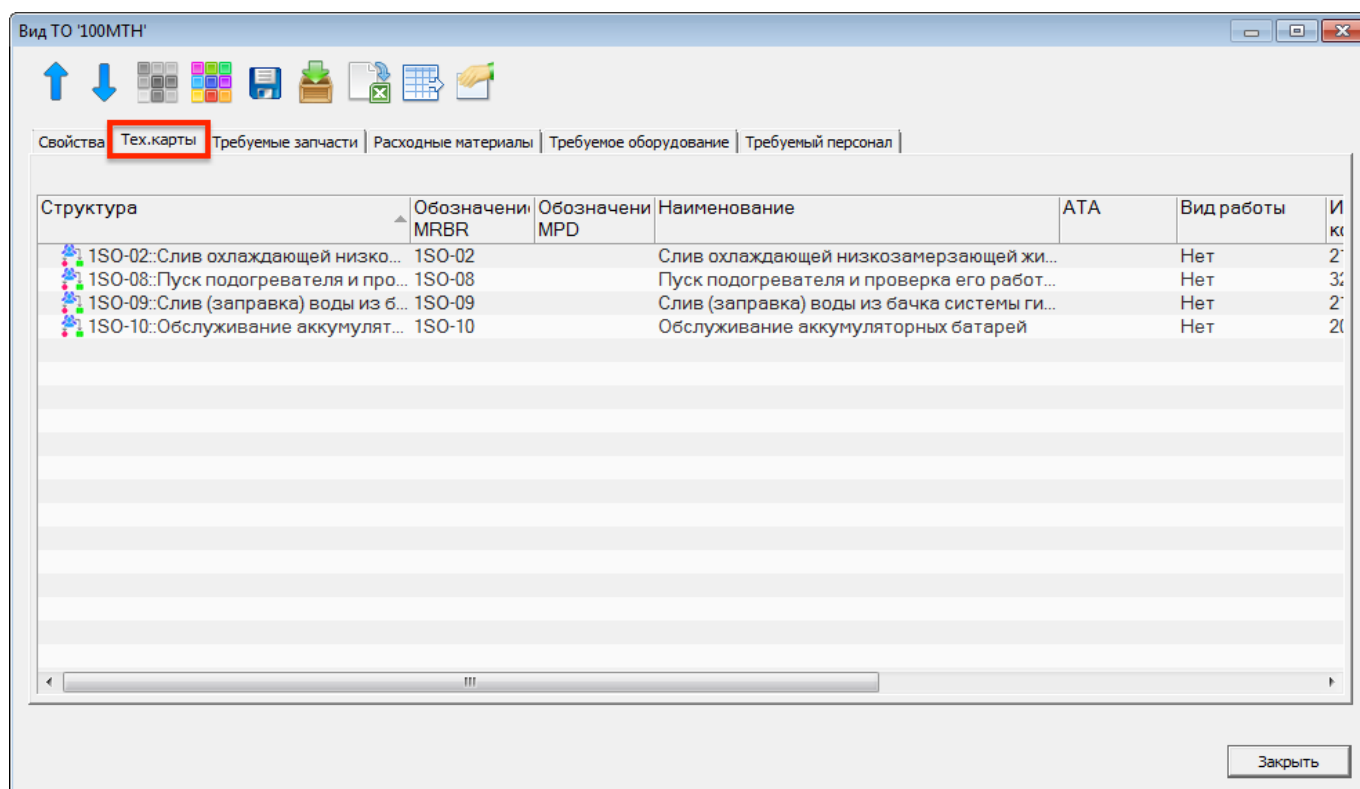 Вид ТО '100МТН'
Свойства Тех.карты Требуемые запчасти Расходные материалы Требуемое оборудование Требуемый персонал
Структура Обозначени Обозначени Наименование АТА Вид работы И
MRBR MPD
1SO-02::Слив охлаждающей низко... 1SO-02 Слив охлаждающей низкозамерзающей жи... Нет
1SO-08::Пуск подогревателя и про... 1SO-08 Пуск подогревателя и проверка его работ... Нет
1SO-09::Слив (заправка) воды из б... 1SO-09 Слив (заправка) воды из бачка системы ги... Нет
1SO-10::Обслуживание аккумулят... 1SO-10 Обслуживание аккумуляторных батарей Нет
Закрыть